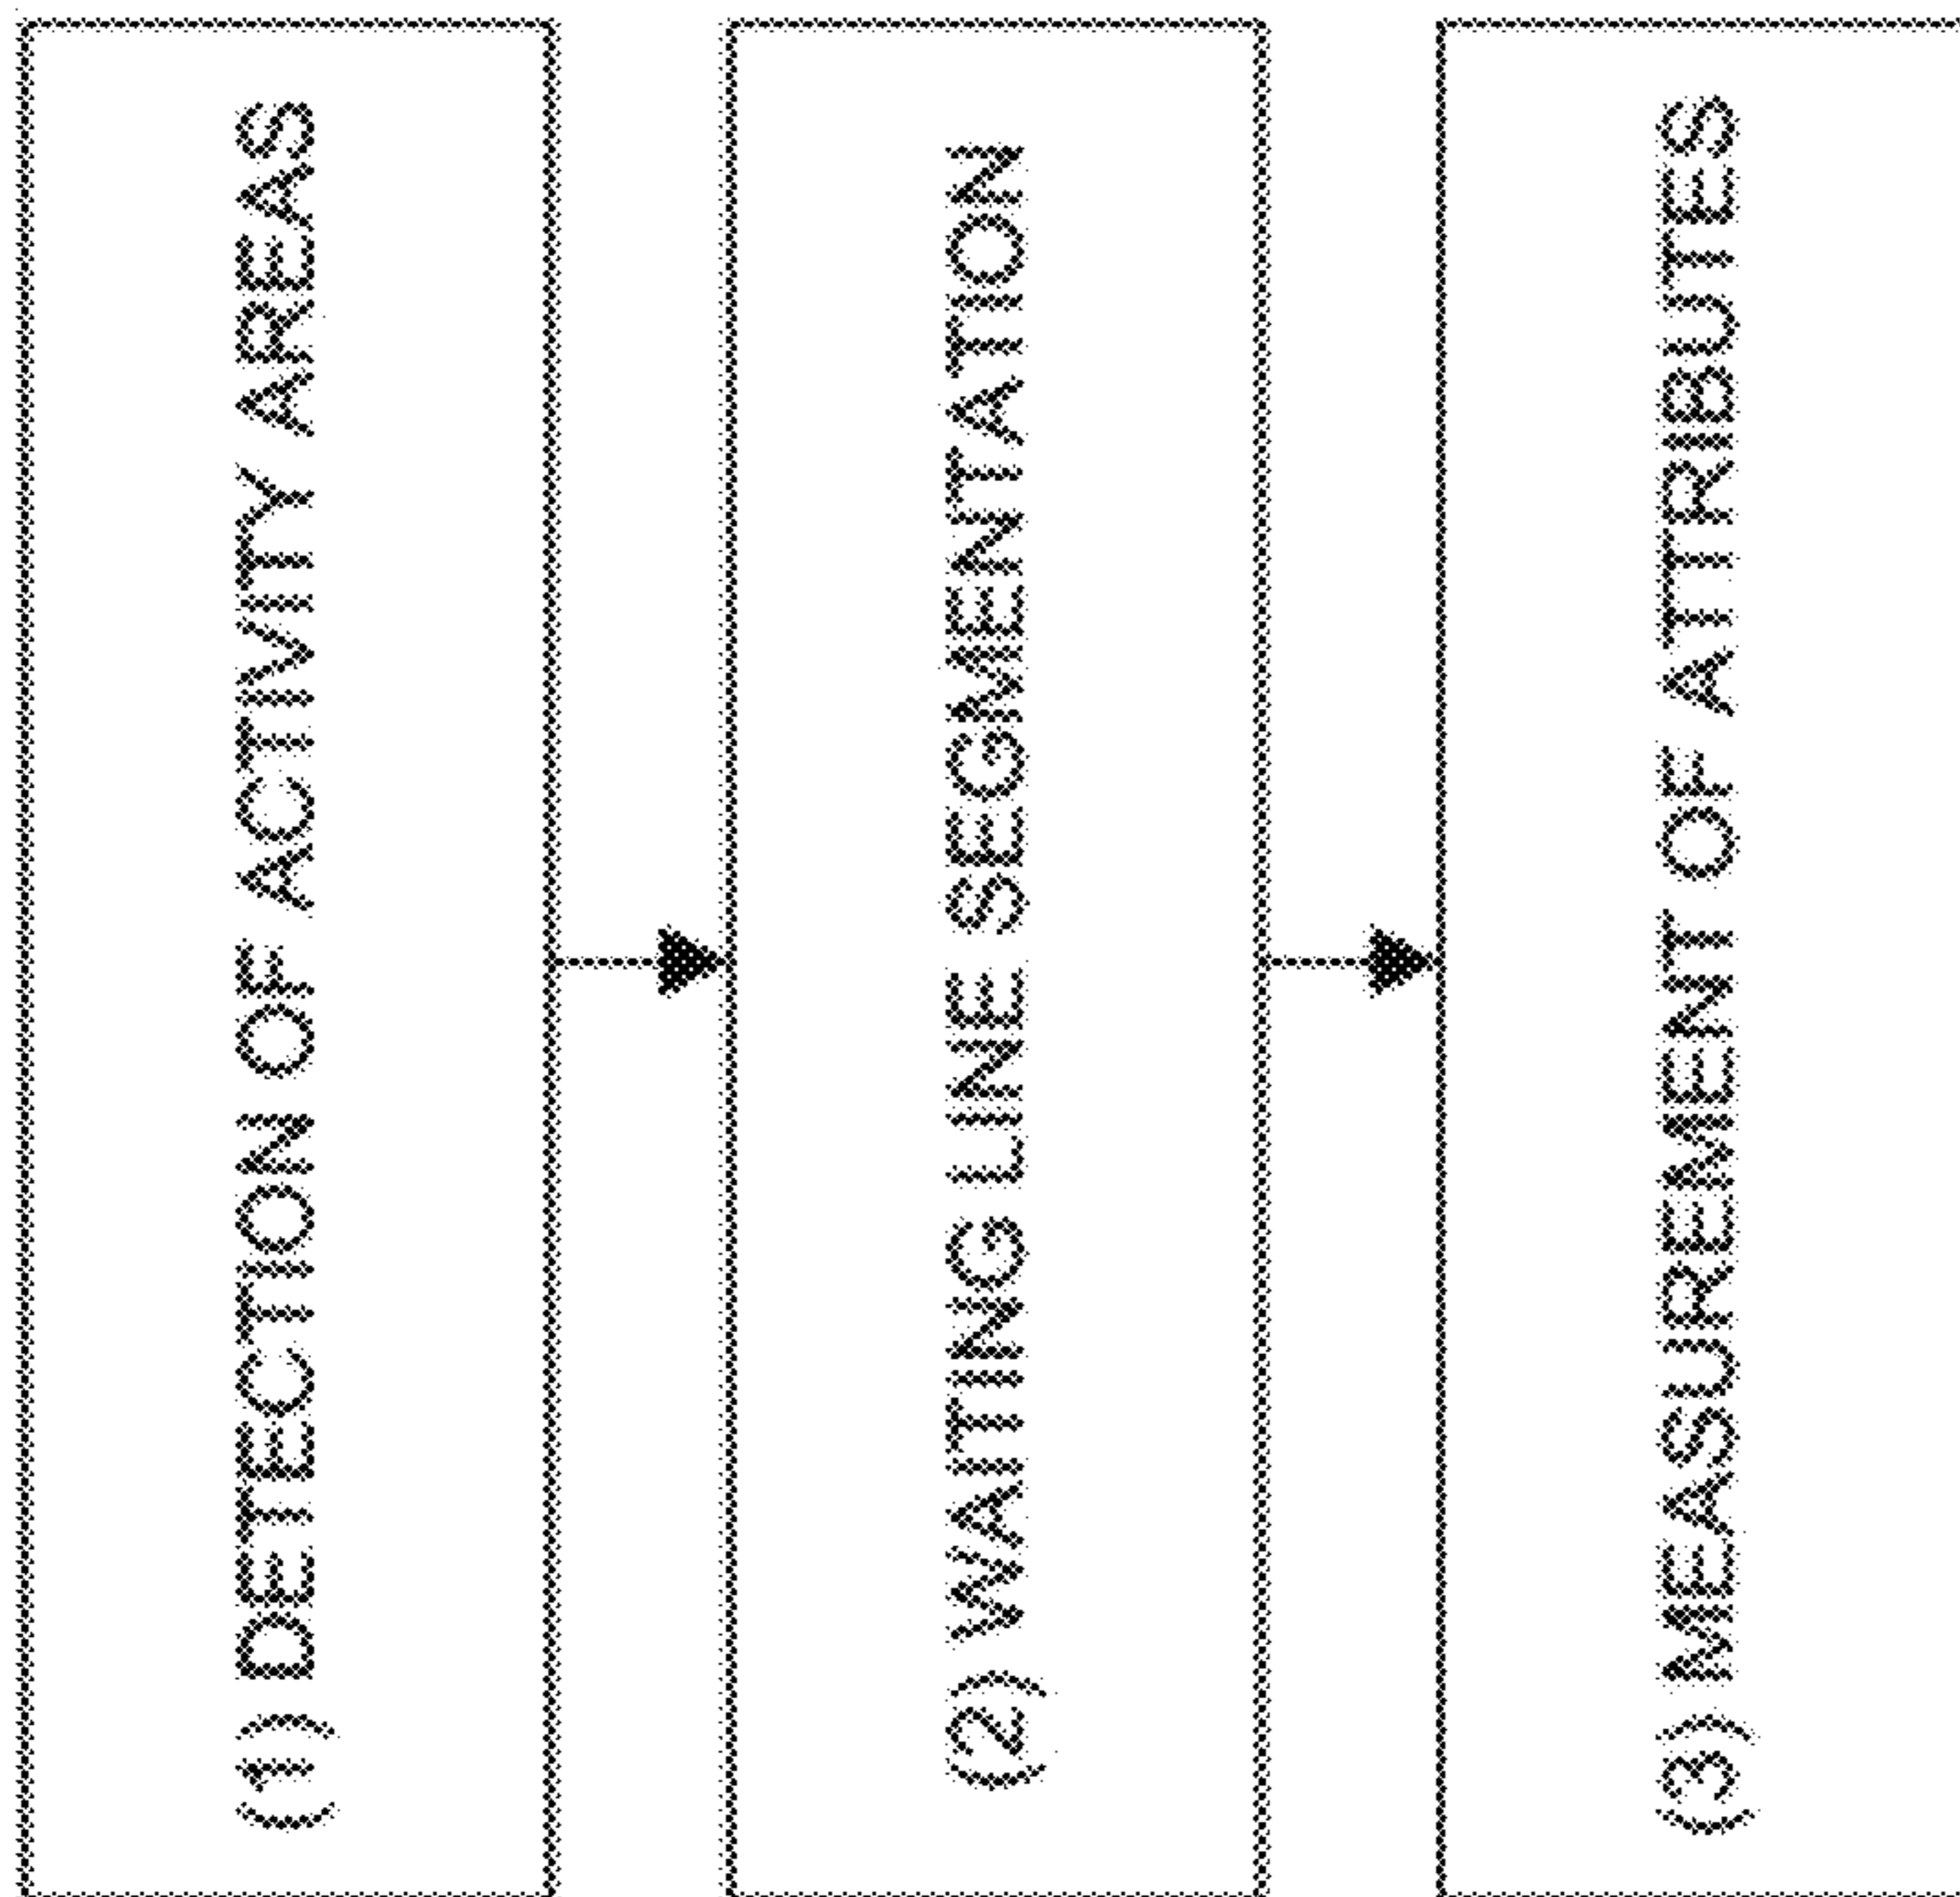 (1) DETECTION OF ACTIVITY AREAS
(2) WAITING LINE SEGMENTATION
(3) MEASUREMENT OF ATTRIBUTES